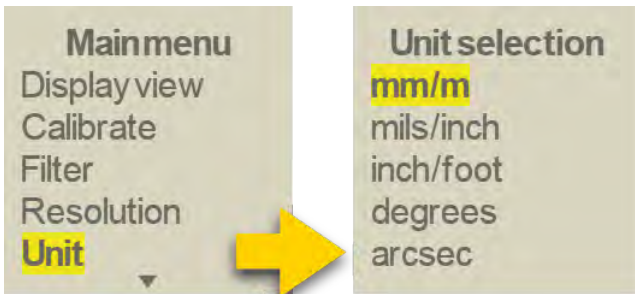 Main menu
Display view
Calibrate
Filter
Resolution
Unit
Unit selection
mm/m
mils/inch
inch/foot
degrees
arcsec